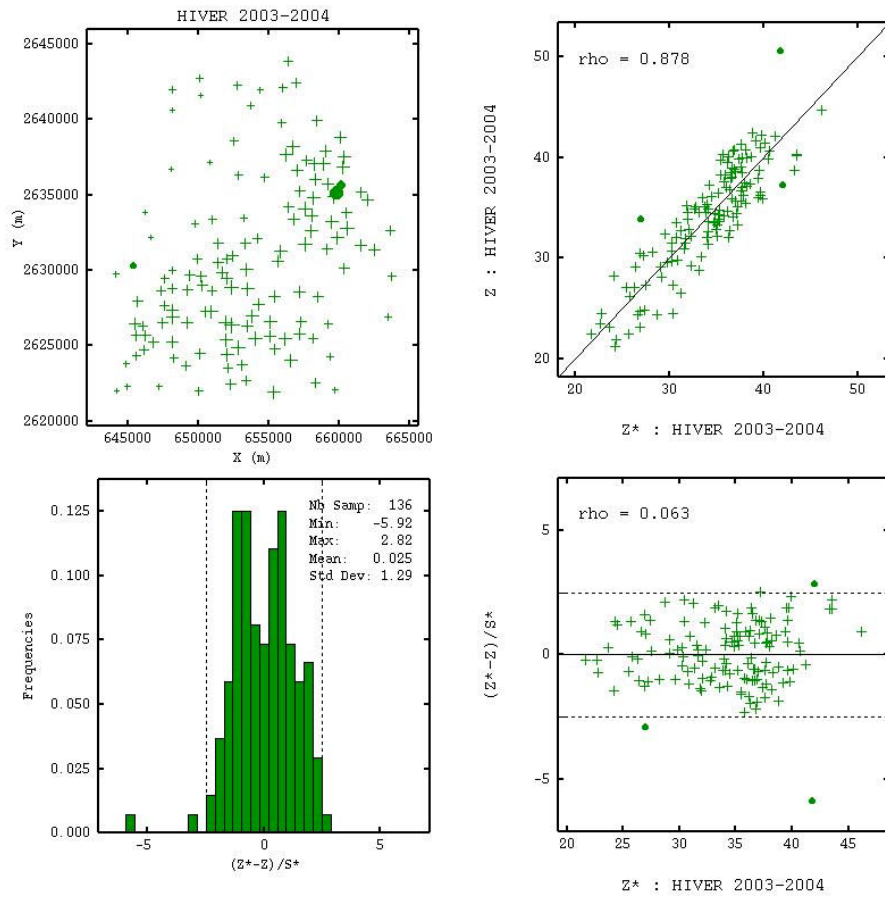 HIVER 2003-2004
2645000
2640000
2635000
2630000
2625000
2620000
Y (m)
645000 650000 655000 660000 665000
X (m)
rho = 0.878
50
40
30
20
Z : HIVER 2003-2004
20 30 40 50
Z* : HIVER 2003-2004
Nb Samp: 136
Min: -5.92
Max: 2.82
Mean: 0.025
Std Dev: 1.29
0.125
0.100
0.075
0.050
0.025
0.000
Frequencies
-5 0 5
(Z*-Z)/S*
rho = 0.063
5
0
-5
(Z*-Z)/S*
20 25 30 35 40 45
Z* : HIVER 2003-2004